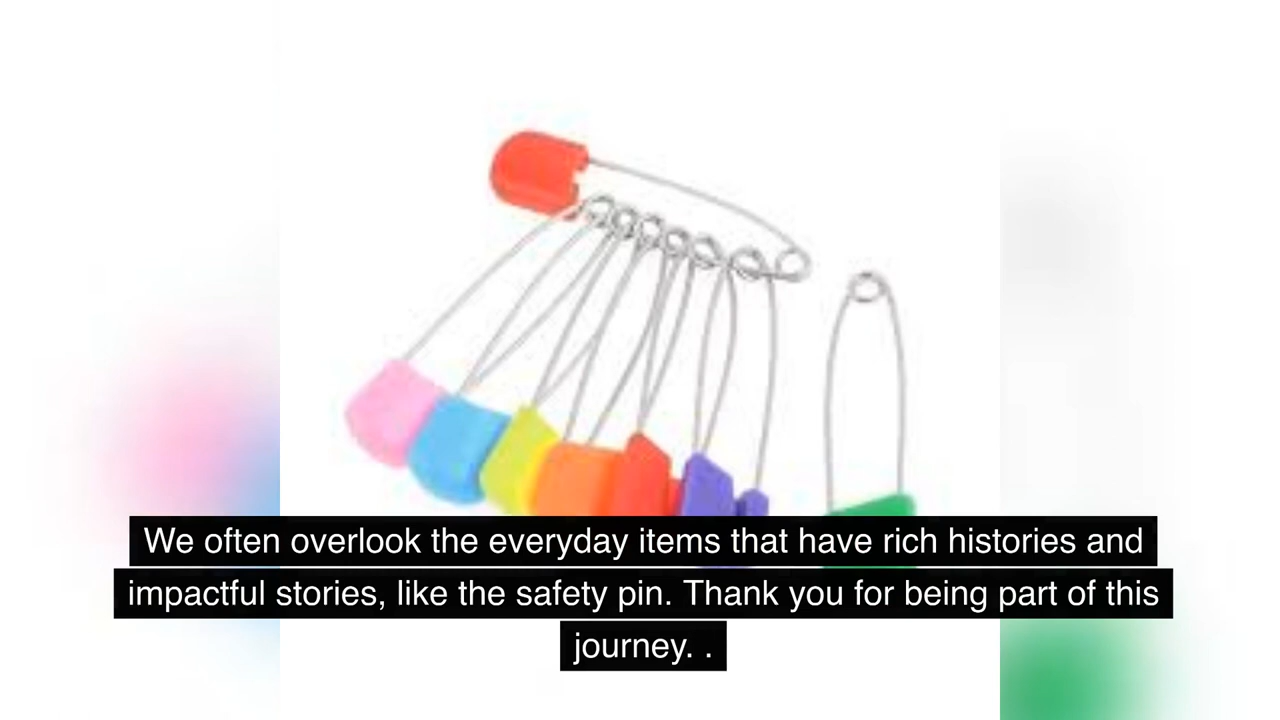 We often overlook the everyday items that have rich histories and
impactful stories, like the safety pin. Thank you for being part of this
journey. .